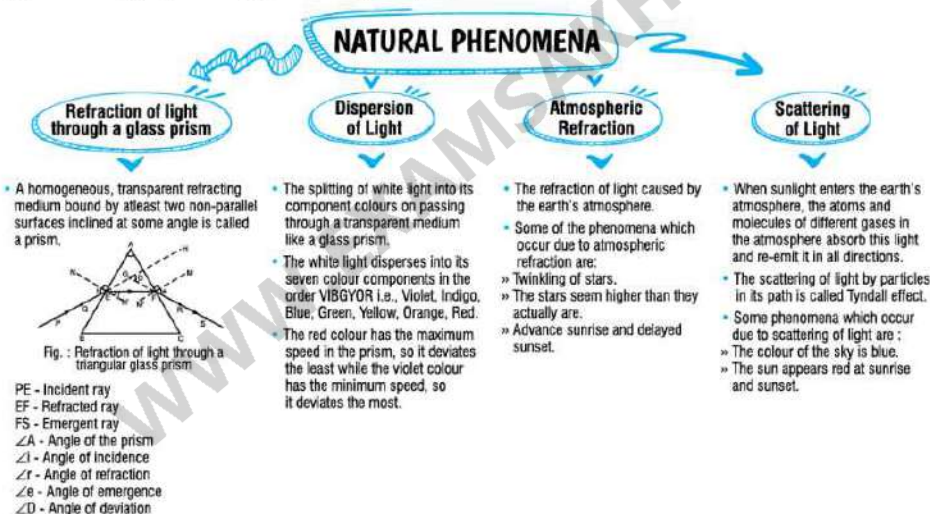 NATURAL PHENOMENA
Refraction of light
through a glass prism
• A homogeneous, transparent refracting
medium bound by atleast two non-parallel
surfaces inclined at some angle is called
a prism.
Fig. : Refraction of light through a
triangular glass prism
PE - Incident ray
EF - Refracted ray
FS - Emergent ray
∠A - Angle of the prism
∠i - Angle of incidence
∠r - Angle of refraction
∠e - Angle of emergence
∠D - Angle of deviation
Dispersion
of Light
• The splitting of white light into its
component colours on passing
through a transparent medium
like a glass prism.
• The white light disperses into its
seven colour components in the
order VIBGYOR i.e., Violet, Indigo,
Blue, Green, Yellow, Orange, Red.
• The red colour has the maximum
speed in the prism, so it deviates
the least while the violet colour
has the minimum speed, so
it deviates the most.
Atmospheric
Refraction
• The refraction of light caused by
the earth's atmosphere.
• Some of the phenomena which
occur due to atmospheric
refraction are:
» Twinkling of stars.
» The stars seem higher than they
actually are.
» Advance sunrise and delayed
sunset.
Scattering
of Light
• When sunlight enters the earth's
atmosphere, the atoms and
molecules of different gases in
the atmosphere absorb this light
and re-emit it in all directions.
• The scattering of light by particles
in its path is called Tyndall effect.
• Some phenomena which occur
due to scattering of light are :
» The colour of the sky is blue.
» The sun appears red at sunrise
and sunset.
WWW.EXAMSAKH